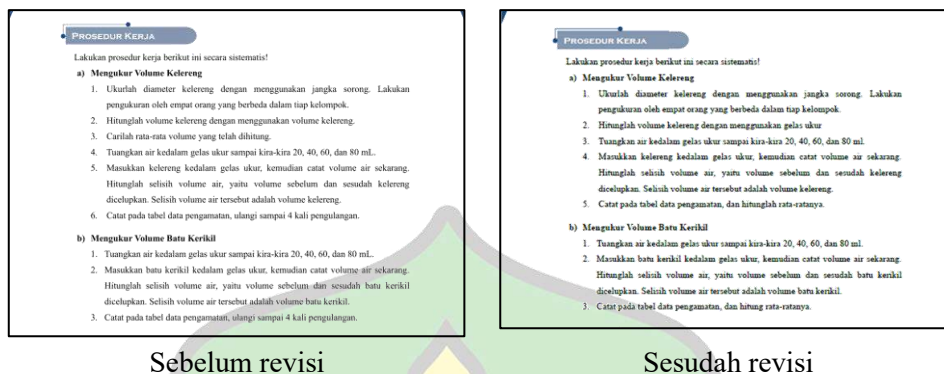 PROSEDUR KERJA
Lakukan prosedur kerja berikut ini secara sistematis!
a) Mengukur Volume Kelereng
1. Ukurlah diameter kelereng dengan menggunakan jangka sorong. Lakukan
pengukuran oleh empat orang yang berbeda dalam tiap kelompok.
2. Hitunglah volume kelereng dengan menggunakan volume kelereng.
3. Carilah rata-rata volume yang telah dihitung.
4. Tuangkan air kedalam gelas ukur sampai kira-kira 20, 40, 60, dan 80 mL.
5. Masukkan kelereng kedalam gelas ukur, kemudian catat volume air sekarang.
Hitunglah selisih volume air, yaitu volume sebelum dan sesudah kelereng
dicelupkan. Selisih volume air tersebut adalah volume kelereng.
6. Catat pada tabel data pengamatan, ulangi sampai 4 kali pengulangan.
b) Mengukur Volume Batu Kerikil
1. Tuangkan air kedalam gelas ukur sampai kira-kira 20, 40, 60, dan 80 mL.
2. Masukkan batu kerikil kedalam gelas ukur, kemudian catat volume air sekarang.
Hitunglah selisih volume air, yaitu volume sebelum dan sesudah batu kerikil
dicelupkan. Selisih volume air tersebut adalah volume batu kerikil.
3. Catat pada tabel data pengamatan, ulangi sampai 4 kali pengulangan.
Sebelum revisi
PROSEDUR KERJA
Lakukan prosedur kerja berikut ini secara sistematis!
a) Mengukur Volume Kelereng
1. Ukurlah diameter kelereng dengan menggunakan jangka sorong. Lakukan
pengukuran oleh empat orang yang berbeda dalam tiap kelompok.
2. Hitunglah volume kelereng dengan menggunakan gelas ukur
3. Tuangkan air kedalam gelas ukur sampai kira-kira 20, 40, 60, dan 80 ml.
4. Masukkan kelereng kedalam gelas ukur, kemudian catat volume air sekarang.
Hitunglah selisih volume air, yaitu volume sebelum dan sesudah kelereng
dicelupkan. Selisih volume air tersebut adalah volume kelereng.
5. Catat pada tabel data pengamatan, dan hitunglah rata-ratanya.
b) Mengukur Volume Batu Kerikil
1. Tuangkan air kedalam gelas ukur sampai kira-kira 20, 40, 60, dan 80 ml.
2. Masukkan batu kerikil kedalam gelas ukur, kemudian catat volume air sekarang.
Hitunglah selisih volume air, yaitu volume sebelum dan sesudah batu kerikil
dicelupkan. Selisih volume air tersebut adalah volume batu kerikil.
3. Catat pada tabel data pengamatan, dan hitung rata-ratanya.
Sesudah revisi